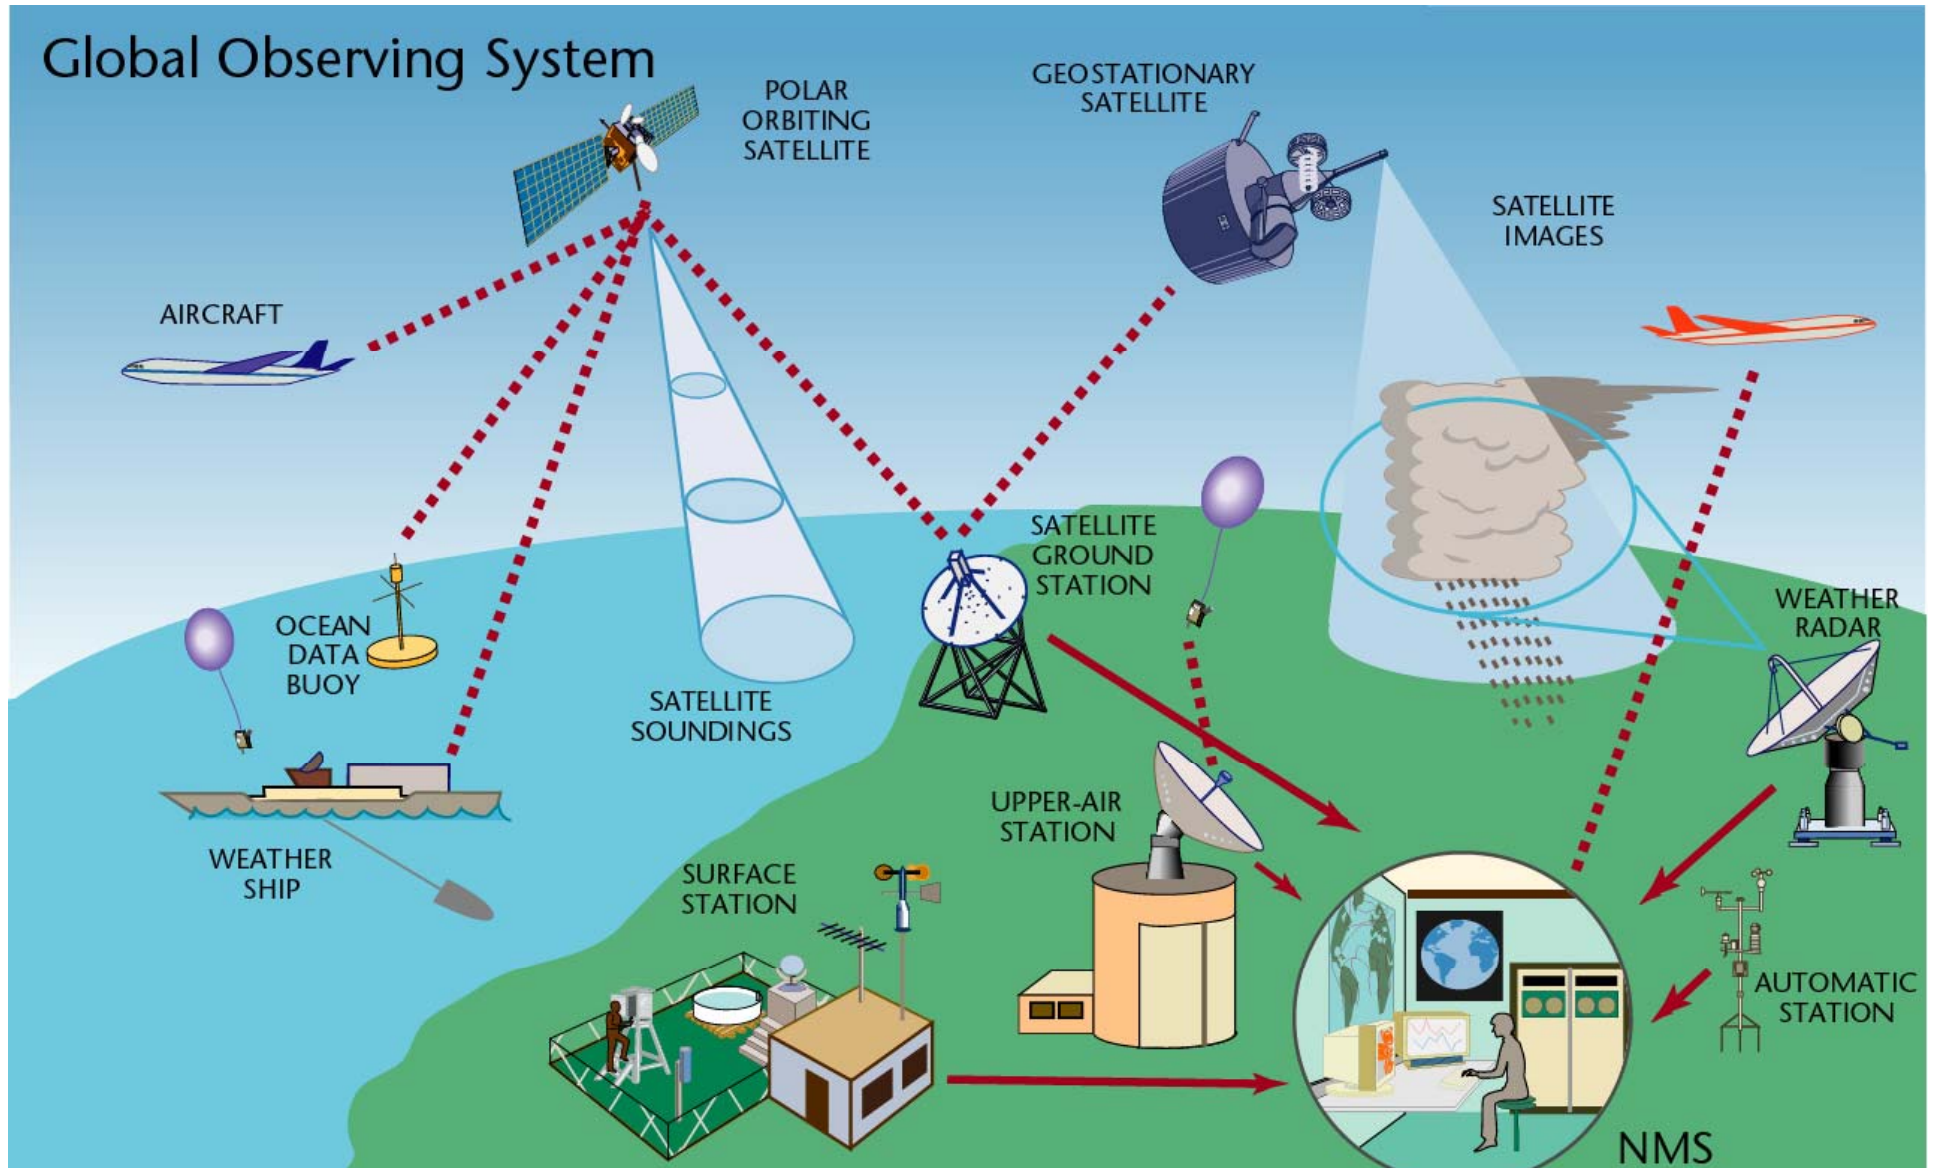 Global Observing System
POLAR
ORBITING
SATELLITE
GEOSTATIONARY
SATELLITE
SATELLITE
IMAGES
AIRCRAFT
SATELLITE
GROUND
STATION
WEATHER
RADAR
OCEAN
DATA
BUOY
SATELLITE
SOUNDINGS
UPPER-AIR
STATION
WEATHER
SHIP
SURFACE
STATION
AUTOMATIC
STATION
NMS